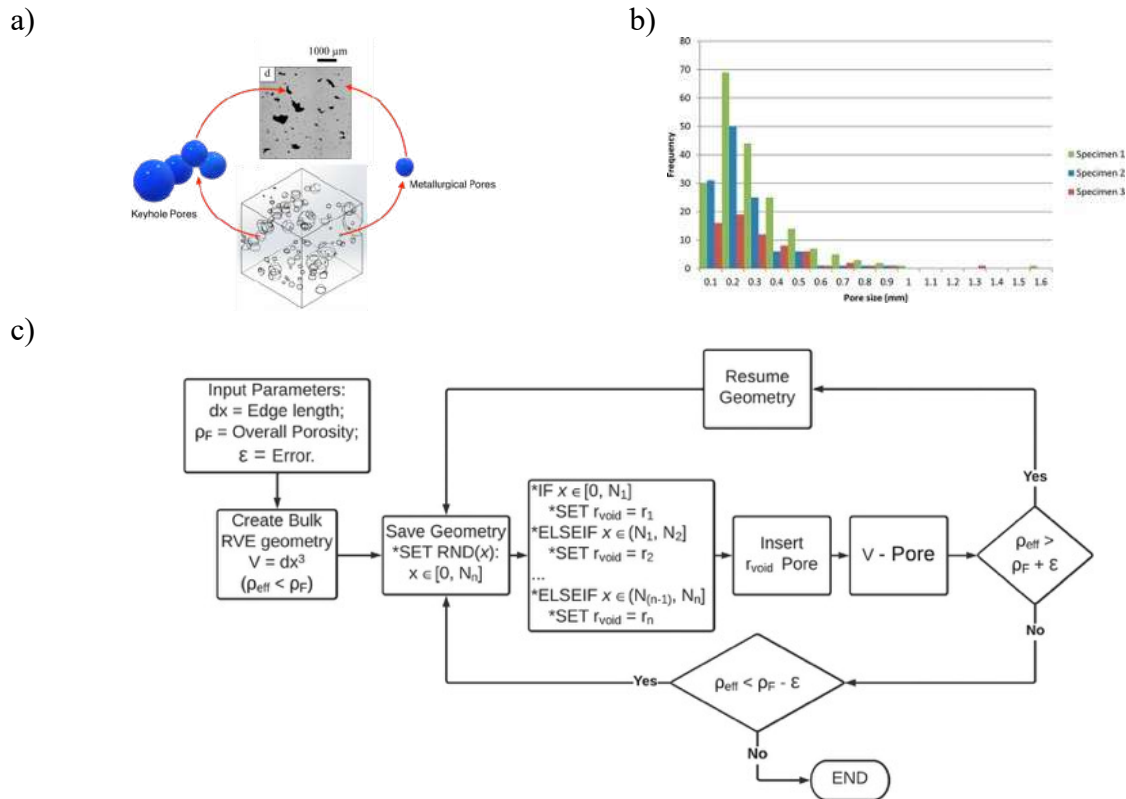 a)
1000 µm
d
Keyhole Pores
Metallurgical Pores
b)
80
70
60
50
40
30
20
10
0
Frequency
0.1 0.2 0.3 0.4 0.5 0.6 0.7 0.8 0.9 1 1.1 1.2 1.3 1.4 1.5 1.6
Pore size (mm)
Specimen 1
Specimen 2
Specimen 3
c)
Input Parameters:
dx = Edge length;
ρF = Overall Porosity;
ε = Error.
Create Bulk
RVE geometry
V = dx³
(ρeff < ρF)
Save Geometry
*SET RND(x):
x ∈ [0, Nn]
*IF x ∈ [0, N1]
*SET rvoid = r1
*ELSEIF x ∈ (N1, N2]
*SET rvoid = r2
...
*ELSEIF x ∈ (N(n-1), Nn]
*SET rvoid = rn
Insert
rvoid Pore
V - Pore
ρeff >
ρF + ε
Yes
Resume
Geometry
No
ρeff < ρF - ε
Yes
No
END